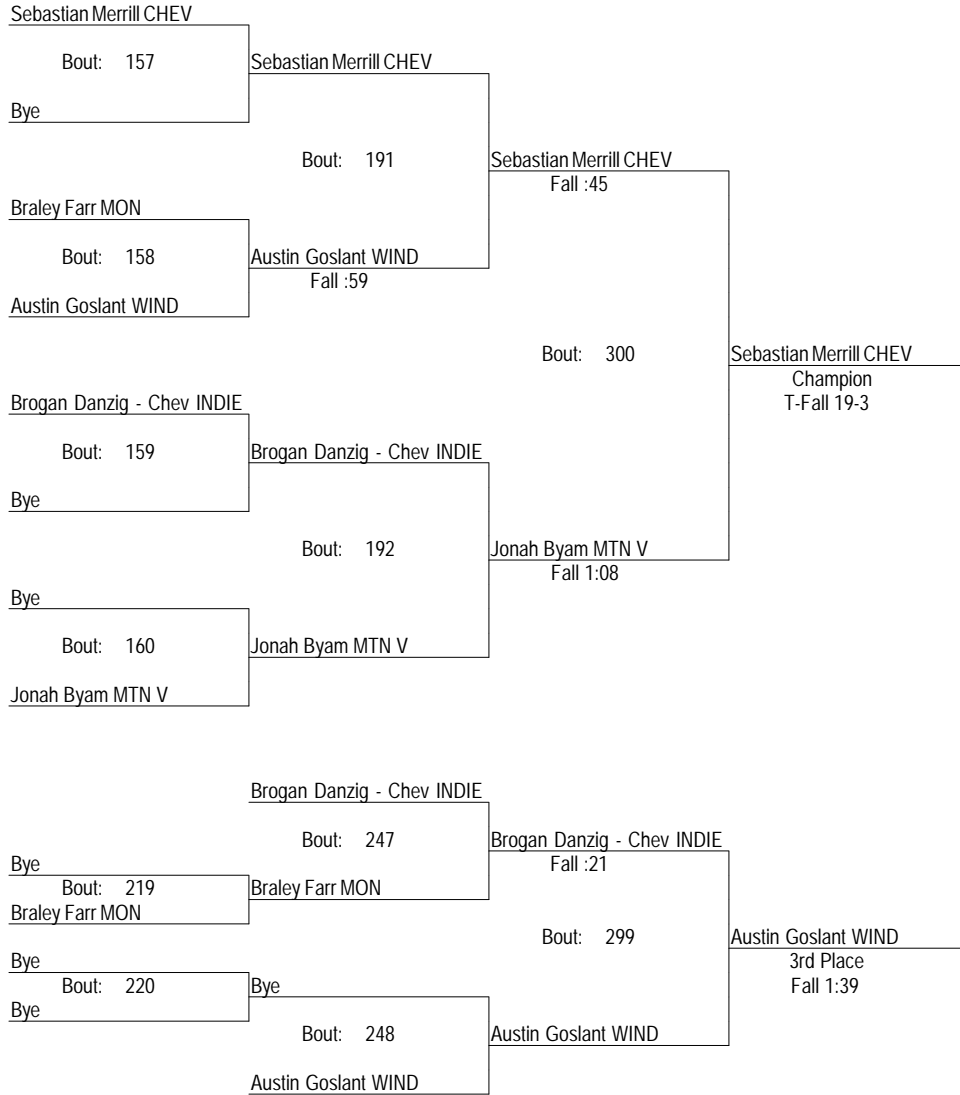 Sebastian Merrill CHEV
Bout: 157
Sebastian Merrill CHEV
Bye
Bout: 191
Sebastian Merrill CHEV
Fall :45
Braley Farr MON
Bout: 158
Austin Goslant WIND
Fall :59
Austin Goslant WIND
Bout: 300
Sebastian Merrill CHEV
Champion
T-Fall 19-3
Brogan Danzig - Chev INDIE
Bout: 159
Brogan Danzig - Chev INDIE
Bye
Bout: 192
Jonah Byam MTN V
Fall 1:08
Bye
Bout: 160
Jonah Byam MTN V
Jonah Byam MTN V
Brogan Danzig - Chev INDIE
Bout: 247
Brogan Danzig - Chev INDIE
Fall :21
Bye
Bout: 219
Braley Farr MON
Braley Farr MON
Bout: 299
Austin Goslant WIND
3rd Place
Fall 1:39
Bye
Bout: 220
Bye
Bye
Bout: 248
Austin Goslant WIND
Austin Goslant WIND